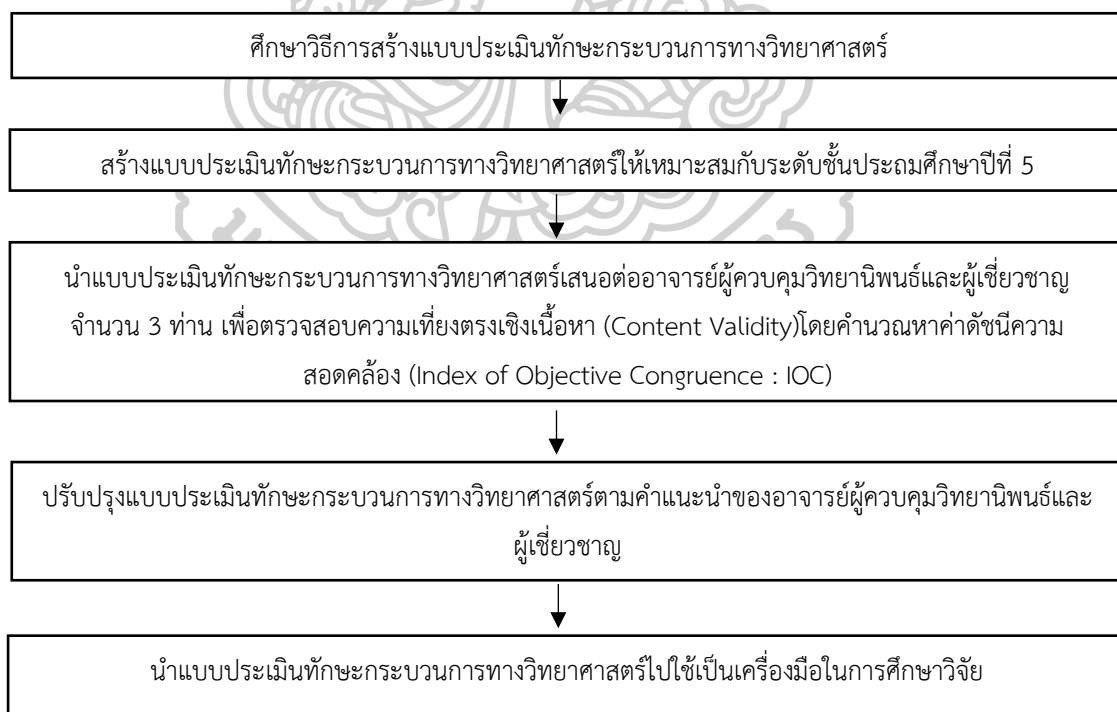 ศึกษาวิธีการสร้างแบบประเมินทักษะกระบวนการทางวิทยาศาสตร์
สร้างแบบประเมินทักษะกระบวนการทางวิทยาศาสตร์ให้เหมาะสมกับระดับชั้นประถมศึกษาปีที่ 5
นำแบบประเมินทักษะกระบวนการทางวิทยาศาสตร์เสนอต่ออาจารย์ผู้ควบคุมวิทยานิพนธ์และผู้เชี่ยวชาญ
จำนวน 3 ท่าน เพื่อตรวจสอบความเที่ยงตรงเชิงเนื้อหา (Content Validity)โดยคำนวณหาค่าดัชนีความ
สอดคล้อง (Index of Objective Congruence : IOC)
ปรับปรุงแบบประเมินทักษะกระบวนการทางวิทยาศาสตร์ตามคำแนะนำของอาจารย์ผู้ควบคุมวิทยานิพนธ์และ
ผู้เชี่ยวชาญ
นำแบบประเมินทักษะกระบวนการทางวิทยาศาสตร์ไปใช้เป็นเครื่องมือในการศึกษาวิจัย